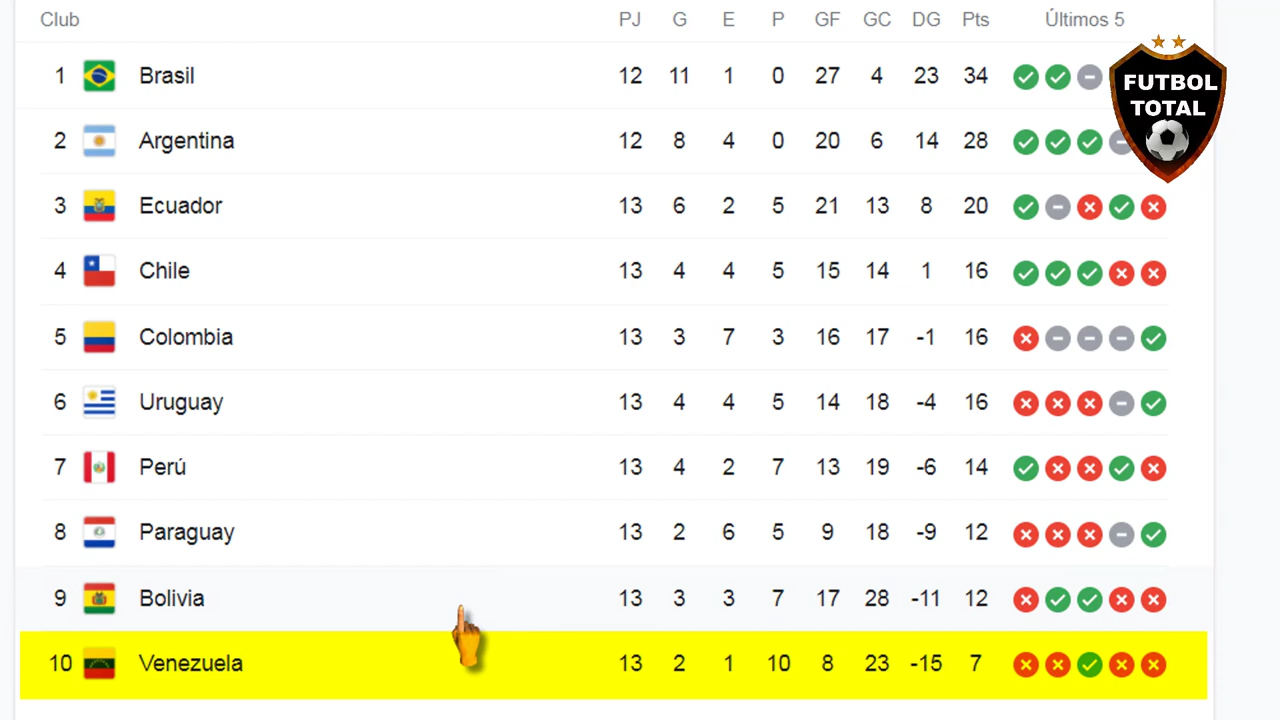 Club PJ G E P GF GC DG Pts Últimos 5
1 Brasil 12 11 1 0 27 4 23 34
FUTBOL
TOTAL
2 Argentina 12 8 4 0 20 6 14 28
3 Ecuador 13 6 2 5 21 13 8 20
4 Chile 13 4 4 5 15 14 1 16
5 Colombia 13 3 7 3 16 17 -1 16
6 Uruguay 13 4 4 5 14 18 -4 16
7 Perú 13 4 2 7 13 19 -6 14
8 Paraguay 13 2 6 5 9 18 -9 12
9 Bolivia 13 3 3 7 17 28 -11 12
10 Venezuela 13 2 1 10 8 23 -15 7